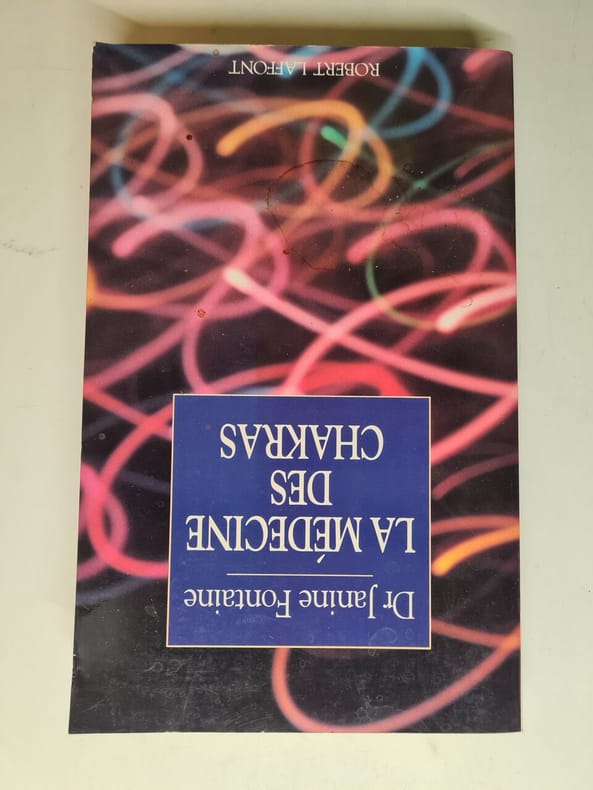 Dr Janine Fontaine
LA MÉDECINE
DES
CHAKRAS
ROBERT LAFFONT